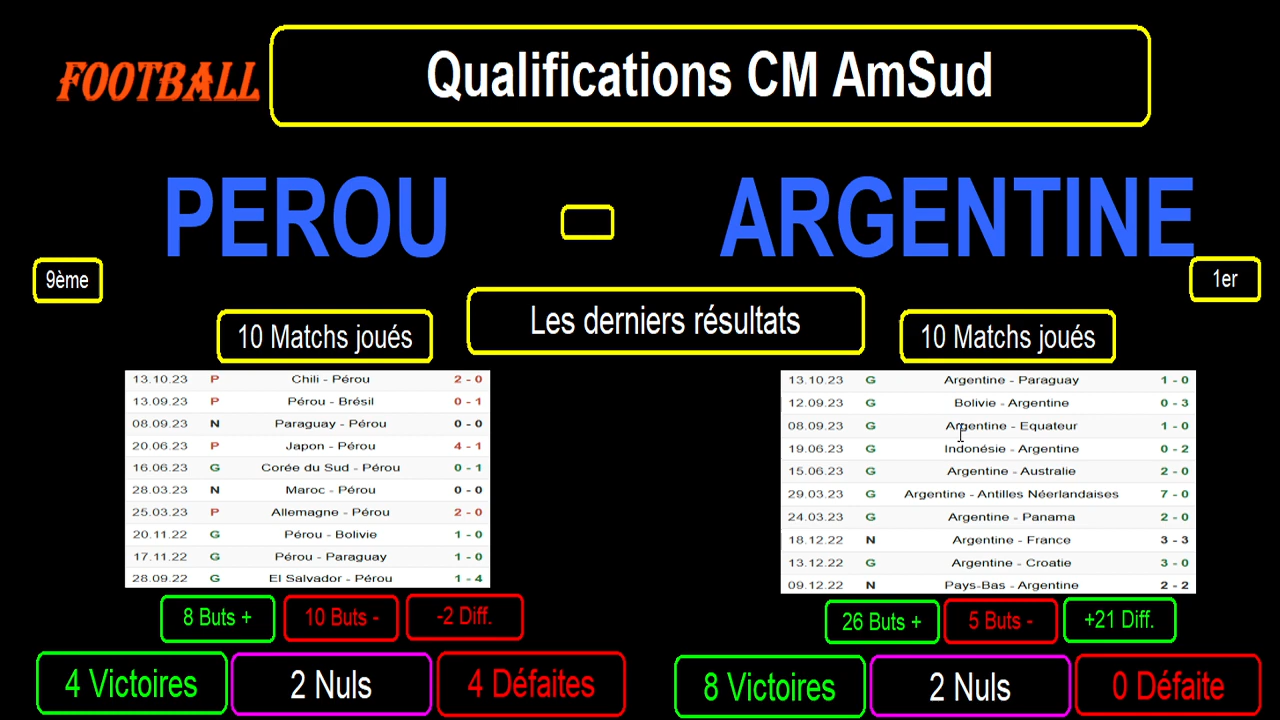 FOOTBALL
Qualifications CM AmSud
PEROU
ARGENTINE
9ème
1er
Les derniers résultats
10 Matchs joués
10 Matchs joués
13.10.23 P Chili - Pérou 2 - 0
13.09.23 P Pérou - Brésil 0 - 1
08.09.23 N Paraguay - Pérou 0 - 0
20.06.23 P Japon - Pérou 4 - 1
16.06.23 G Corée du Sud - Pérou 0 - 1
28.03.23 N Maroc - Pérou 0 - 0
25.03.23 P Allemagne - Pérou 2 - 0
20.11.22 G Pérou - Bolivie 1 - 0
17.11.22 G Pérou - Paraguay 1 - 0
28.09.22 G El Salvador - Pérou 1 - 4
13.10.23 G Argentine - Paraguay 1 - 0
12.09.23 G Bolivie - Argentine 0 - 3
08.09.23 G Argentine - Equateur 1 - 0
19.06.23 G Indonésie - Argentine 0 - 2
15.06.23 G Argentine - Australie 2 - 0
29.03.23 G Argentine - Antilles Néerlandaises 7 - 0
24.03.23 G Argentine - Panama 2 - 0
18.12.22 N Argentine - France 3 - 3
13.12.22 G Argentine - Croatie 3 - 0
09.12.22 N Pays-Bas - Argentine 2 - 2
8 Buts + 10 Buts - -2 Diff.
26 Buts + 5 Buts - +21 Diff.
4 Victoires 2 Nuls 4 Défaites
8 Victoires 2 Nuls 0 Défaite